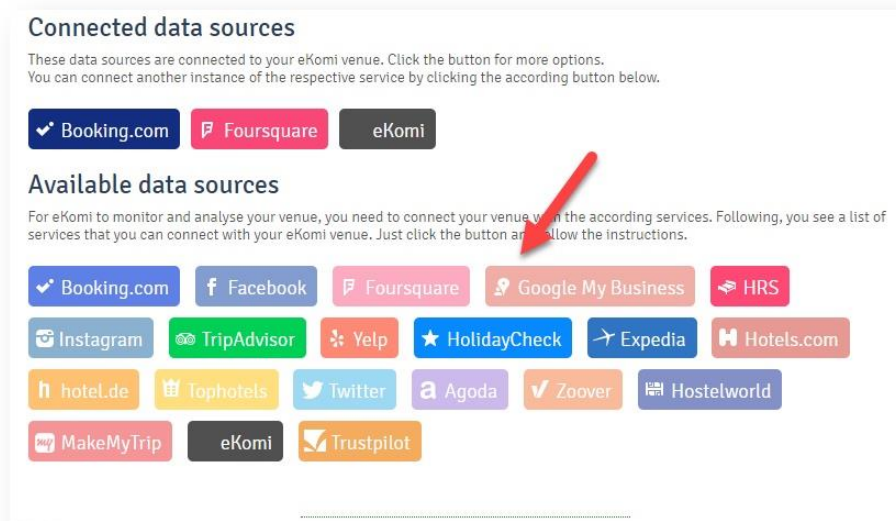 Connected data sources
These data sources are connected to your eKomi venue. Click the button for more options.
You can connect another instance of the respective service by clicking the according button below.
Booking.com Foursquare eKomi
Available data sources
For eKomi to monitor and analyse your venue, you need to connect your venue the according services. Following, you see a list of
services that you can connect with your eKomi venue. Just click the button the instructions.
Booking.com Facebook Foursquare Google My Business HRS
Instagram TripAdvisor Yelp HolidayCheck Expedia Hotels.com
hotel.de Tophotels Twitter Agoda Zoover Hostelworld
my MakeMyTrip eKomi Trustpilot